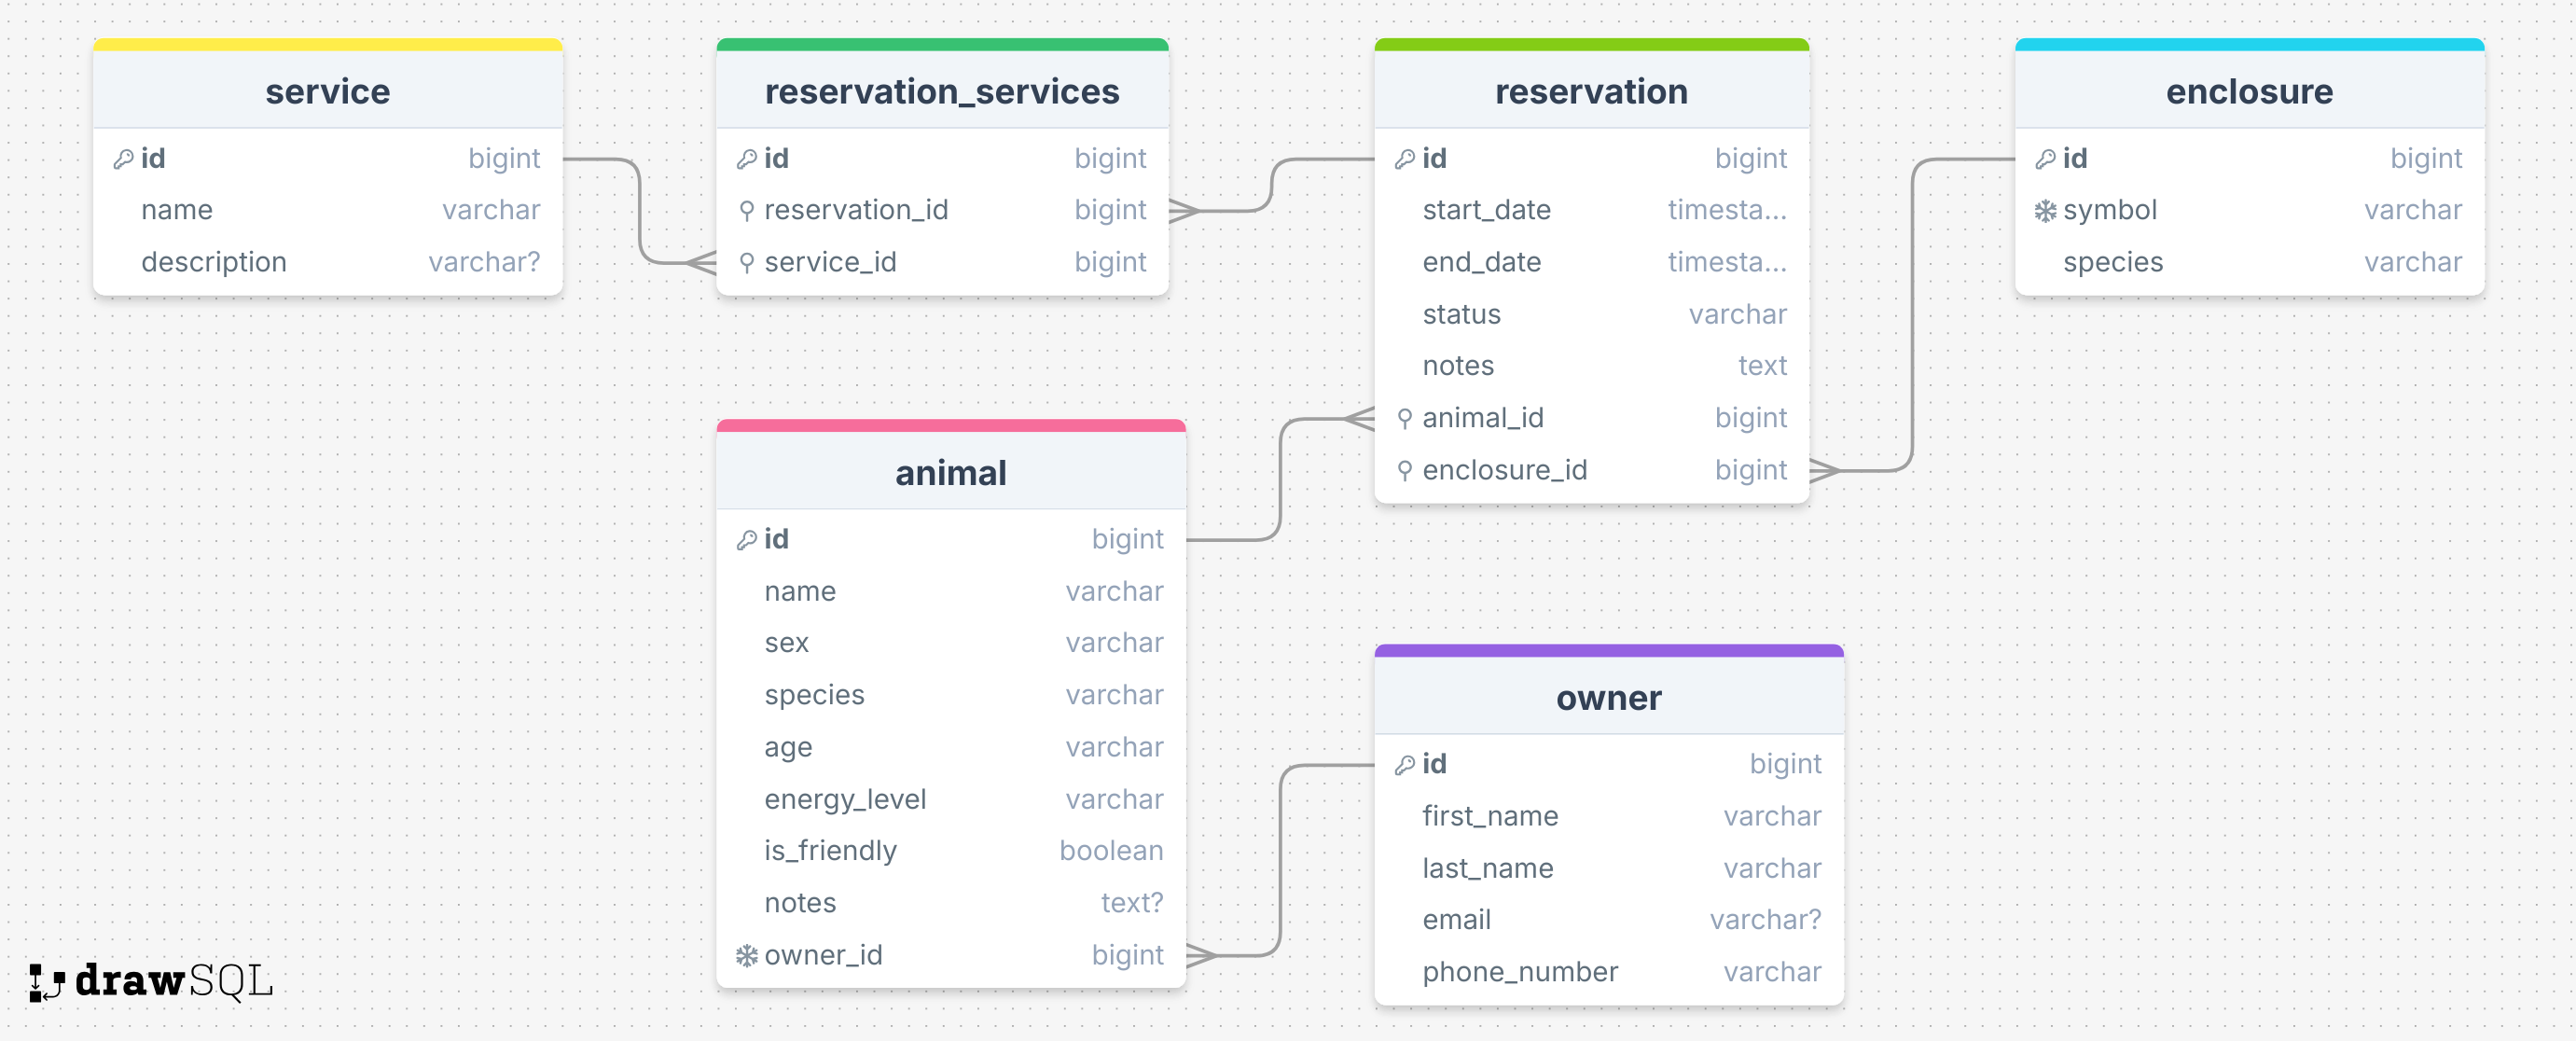 service
id bigint
name varchar
description varchar?
reservation_services
id bigint
reservation_id bigint
service_id bigint
reservation
id bigint
start_date timesta...
end_date timesta...
status varchar
notes text
animal_id bigint
enclosure_id bigint
enclosure
id bigint
symbol varchar
species varchar
animal
id bigint
name varchar
sex varchar
species varchar
age varchar
energy_level varchar
is_friendly boolean
notes text?
owner_id bigint
owner
id bigint
first_name varchar
last_name varchar
email varchar?
phone_number varchar
drawSQL